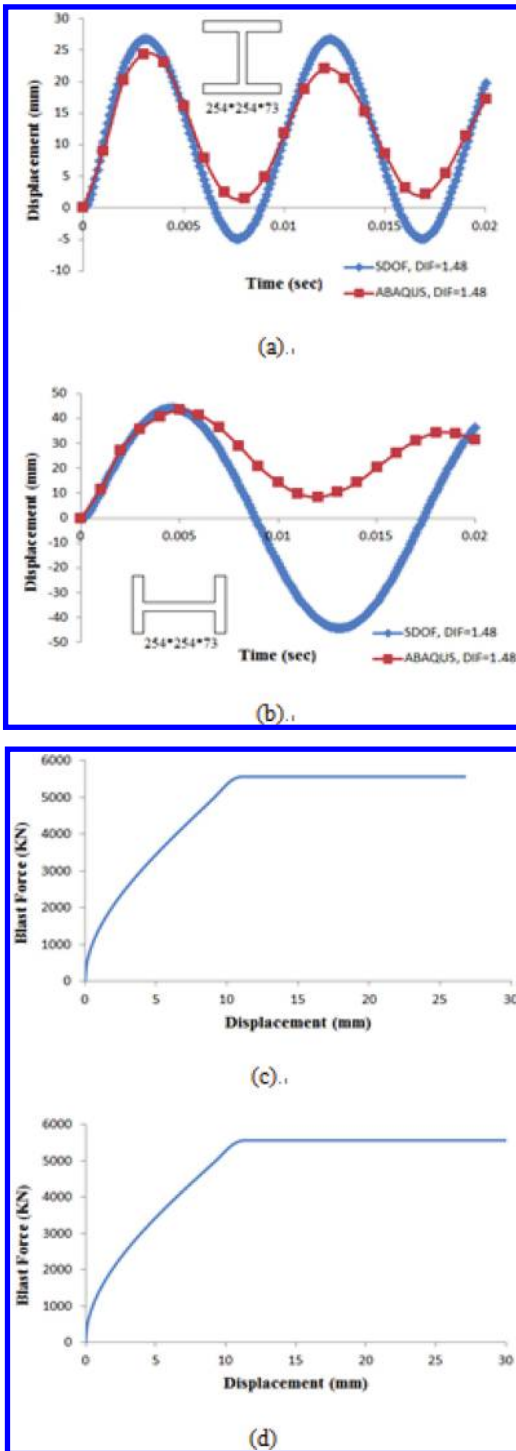 30
25
20
15
10
5
0
-5
-10
0 0.005 0.01 0.015 0.02
Displacement (mm)
254*254*73
Time (sec)
SDOF, DIF=1.48
ABAQUS, DIF=1.48
(a).
50
40
30
20
10
0
-10
-20
-30
-40
-50
0 0.005 0.01 0.015 0.02
Displacement (mm)
254*254*73
Time (sec)
SDOF, DIF=1.48
ABAQUS, DIF=1.48
(b).
6000
5000
4000
3000
2000
1000
0
Blast Force (KN)
0 5 10 15 20 25 30
Displacement (mm)
(c).
6000
5000
4000
3000
2000
1000
0
Blast Force (KN)
0 5 10 15 20 25 30
Displacement (mm)
(d)